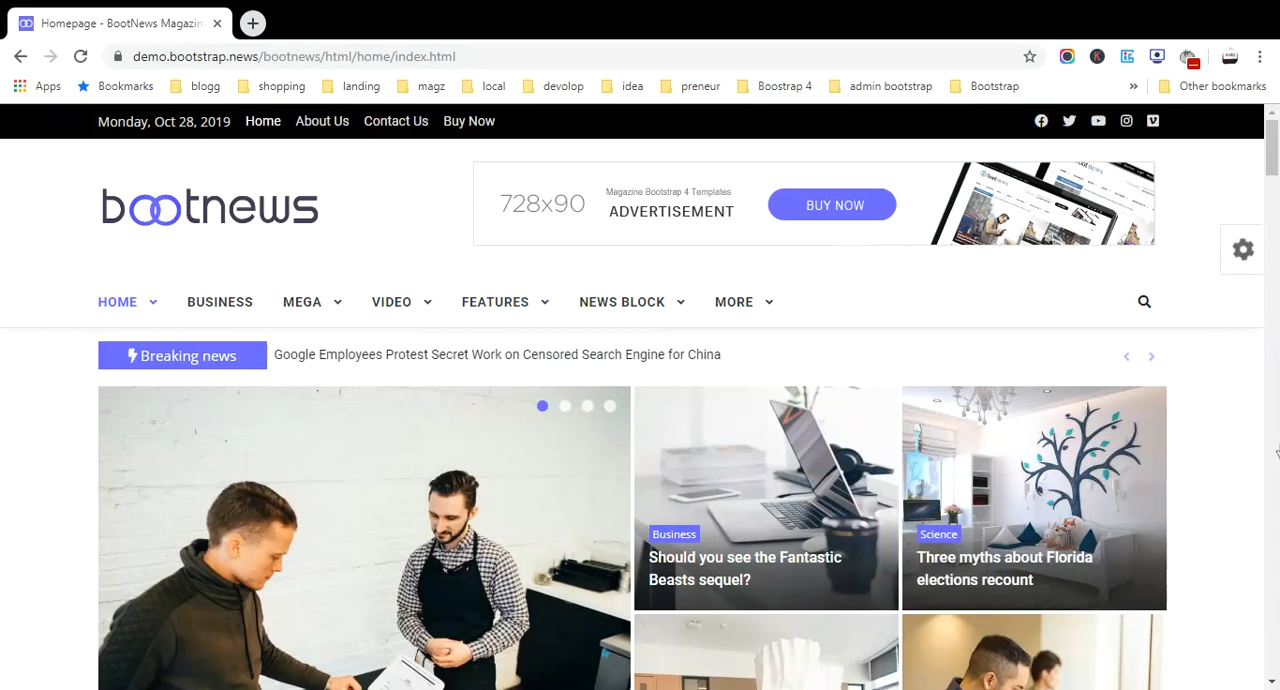 Homepage - BootNews Magazin
demo.bootstrap.news/bootnews/html/home/index.html
Apps Bookmarks blogg shopping landing magz local devolop idea preneur Boostrap 4 admin bootstrap Bootstrap » Other bookmarks
Monday, Oct 28, 2019 Home About Us Contact Us Buy Now
bootnews
728x90
Magazine Bootstrap 4 Templates
ADVERTISEMENT
BUY NOW
HOME BUSINESS MEGA VIDEO FEATURES NEWS BLOCK MORE
Breaking news Google Employees Protest Secret Work on Censored Search Engine for China
Business
Should you see the Fantastic
Beasts sequel?
Science
Three myths about Florida
elections recount